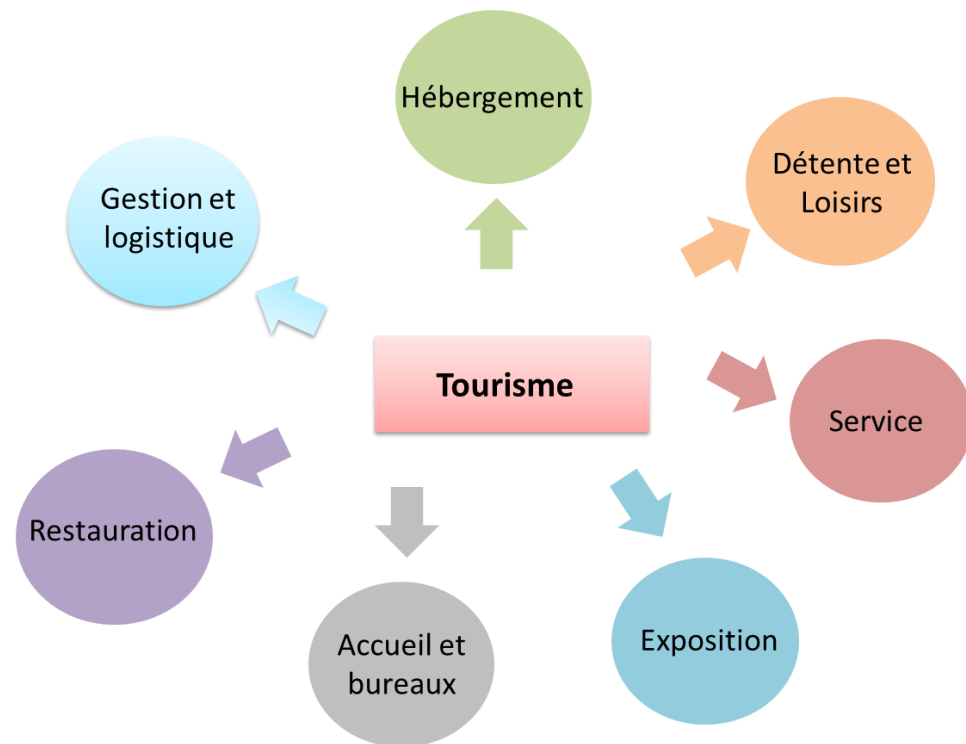 Hébergement
Détente et
Loisirs
Gestion et
logistique
Tourisme
Service
Restauration
Accueil et
bureaux
Exposition